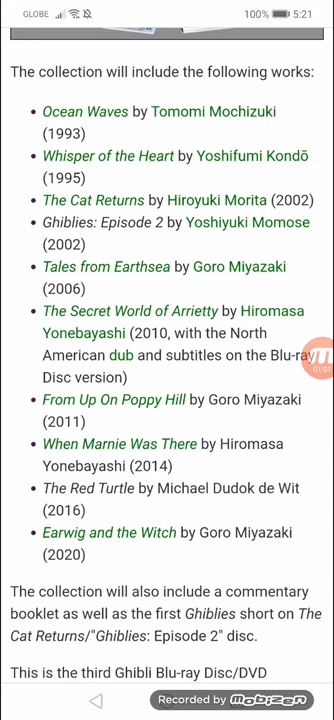 GLOBE 100% 5:21
The collection will include the following works:
• Ocean Waves by Tomomi Mochizuki
(1993)
• Whisper of the Heart by Yoshifumi Kondō
(1995)
• The Cat Returns by Hiroyuki Morita (2002)
• Ghiblies: Episode 2 by Yoshiyuki Momose
(2002)
• Tales from Earthsea by Goro Miyazaki
(2006)
• The Secret World of Arrietty by Hiromasa
Yonebayashi (2010, with the North
American dub and subtitles on the Blu-ray
Disc version)
01:01
• From Up On Poppy Hill by Goro Miyazaki
(2011)
• When Marnie Was There by Hiromasa
Yonebayashi (2014)
• The Red Turtle by Michael Dudok de Wit
(2016)
• Earwig and the Witch by Goro Miyazaki
(2020)
The collection will also include a commentary
booklet as well as the first Ghiblies short on The
Cat Returns/"Ghiblies: Episode 2" disc.
This is the third Ghibli Blu-ray Disc/DVD
Recorded by Mobizen